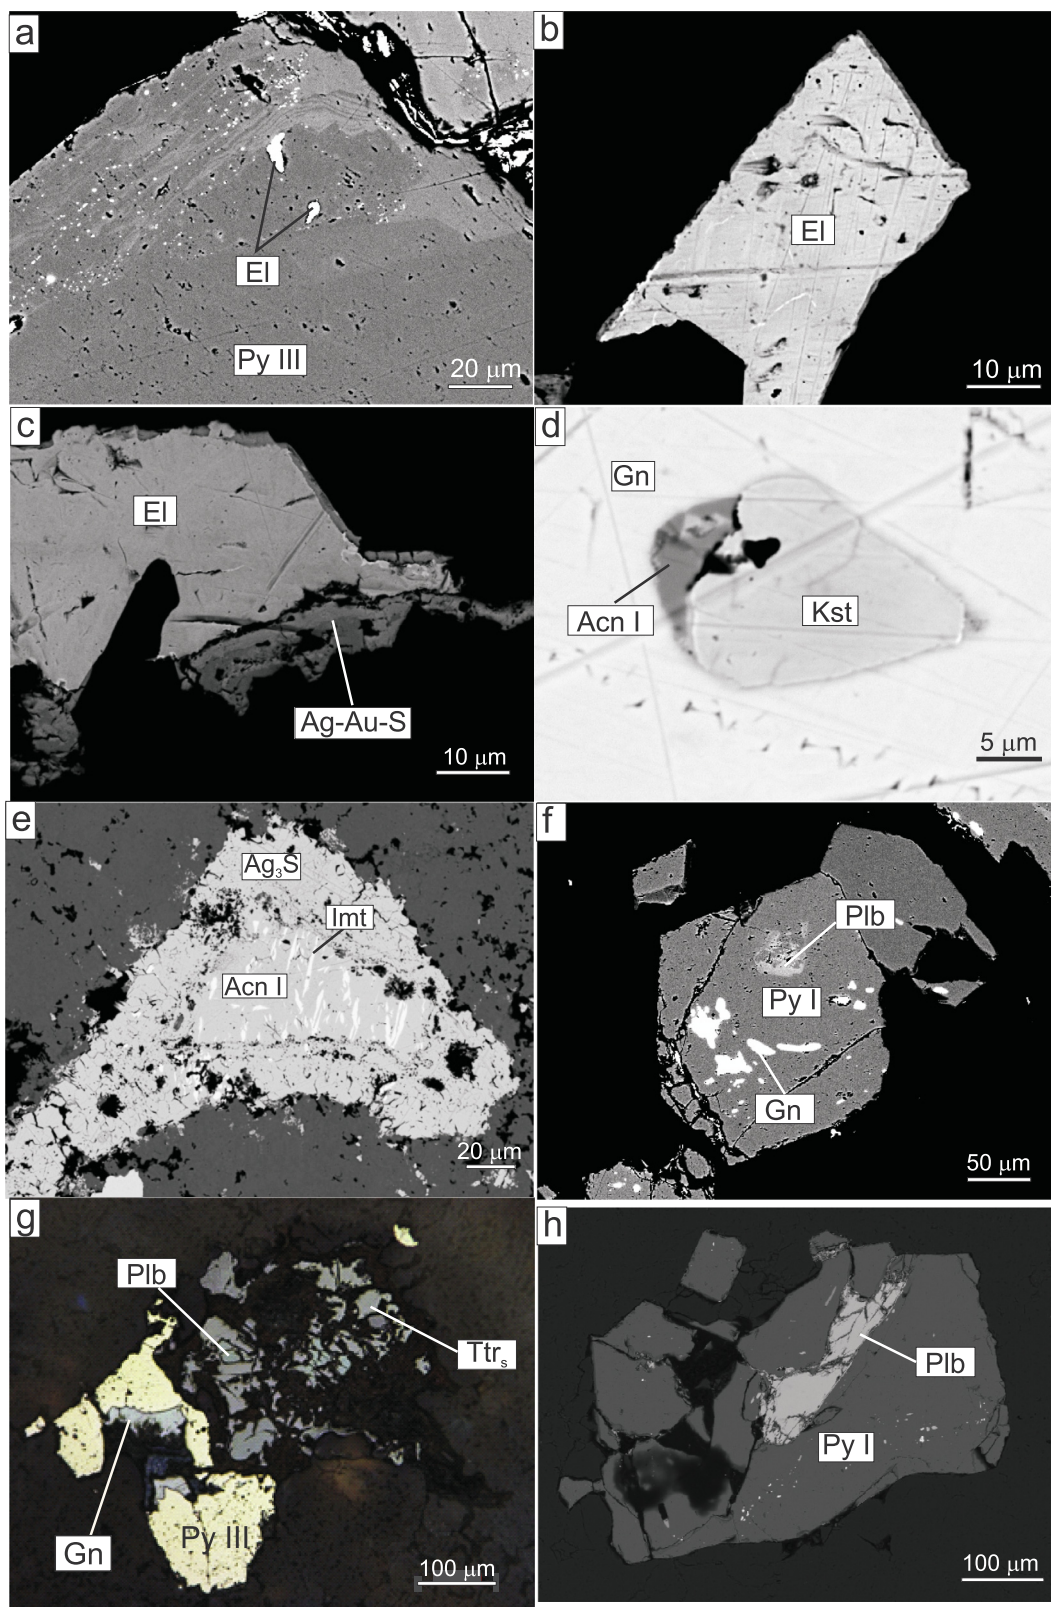 a
El
Py III
20 μm
b
El
10 μm
c
El
Ag-Au-S
10 μm
d
Gn
Acn I
Kst
5 μm
e
Ag₃S
Imt
Acn I
20 μm
f
Plb
Py I
Gn
50 μm
g
Plb
Ttrₛ
Gn
Py III
100 μm
h
Plb
Py I
100 μm